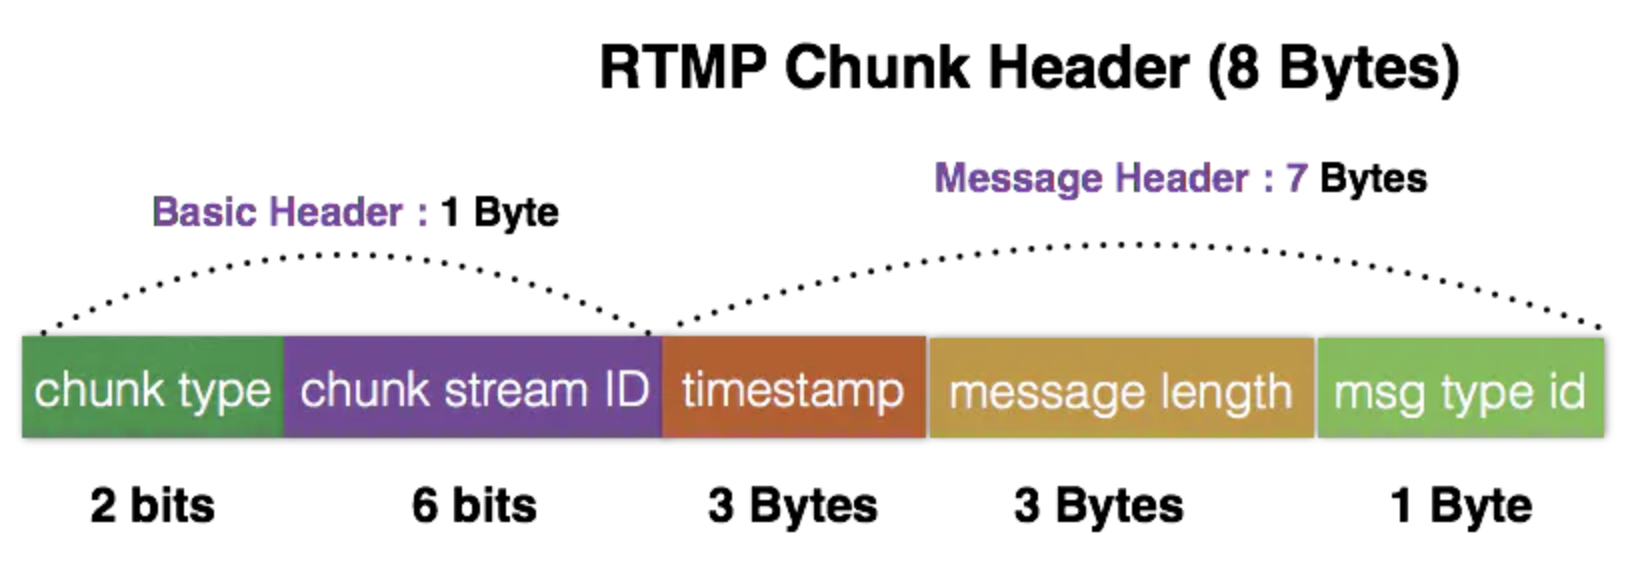 RTMP Chunk Header (8 Bytes)
Message Header : 7 Bytes
Basic Header : 1 Byte
chunk type chunk stream ID timestamp message length msg type id
2 bits 6 bits 3 Bytes 3 Bytes 1 Byte